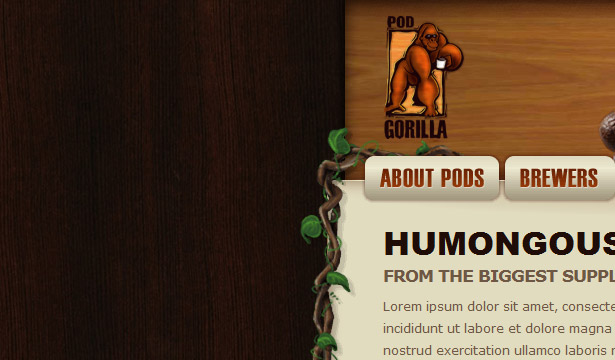 POD
GORILLA
ABOUT PODS
BREWERS
HUMONGOUS
FROM THE BIGGEST SUPPL
Lorem ipsum dolor sit amet, consecte
incididunt ut labore et dolore magna
nostrud exercitation ullamco laboris